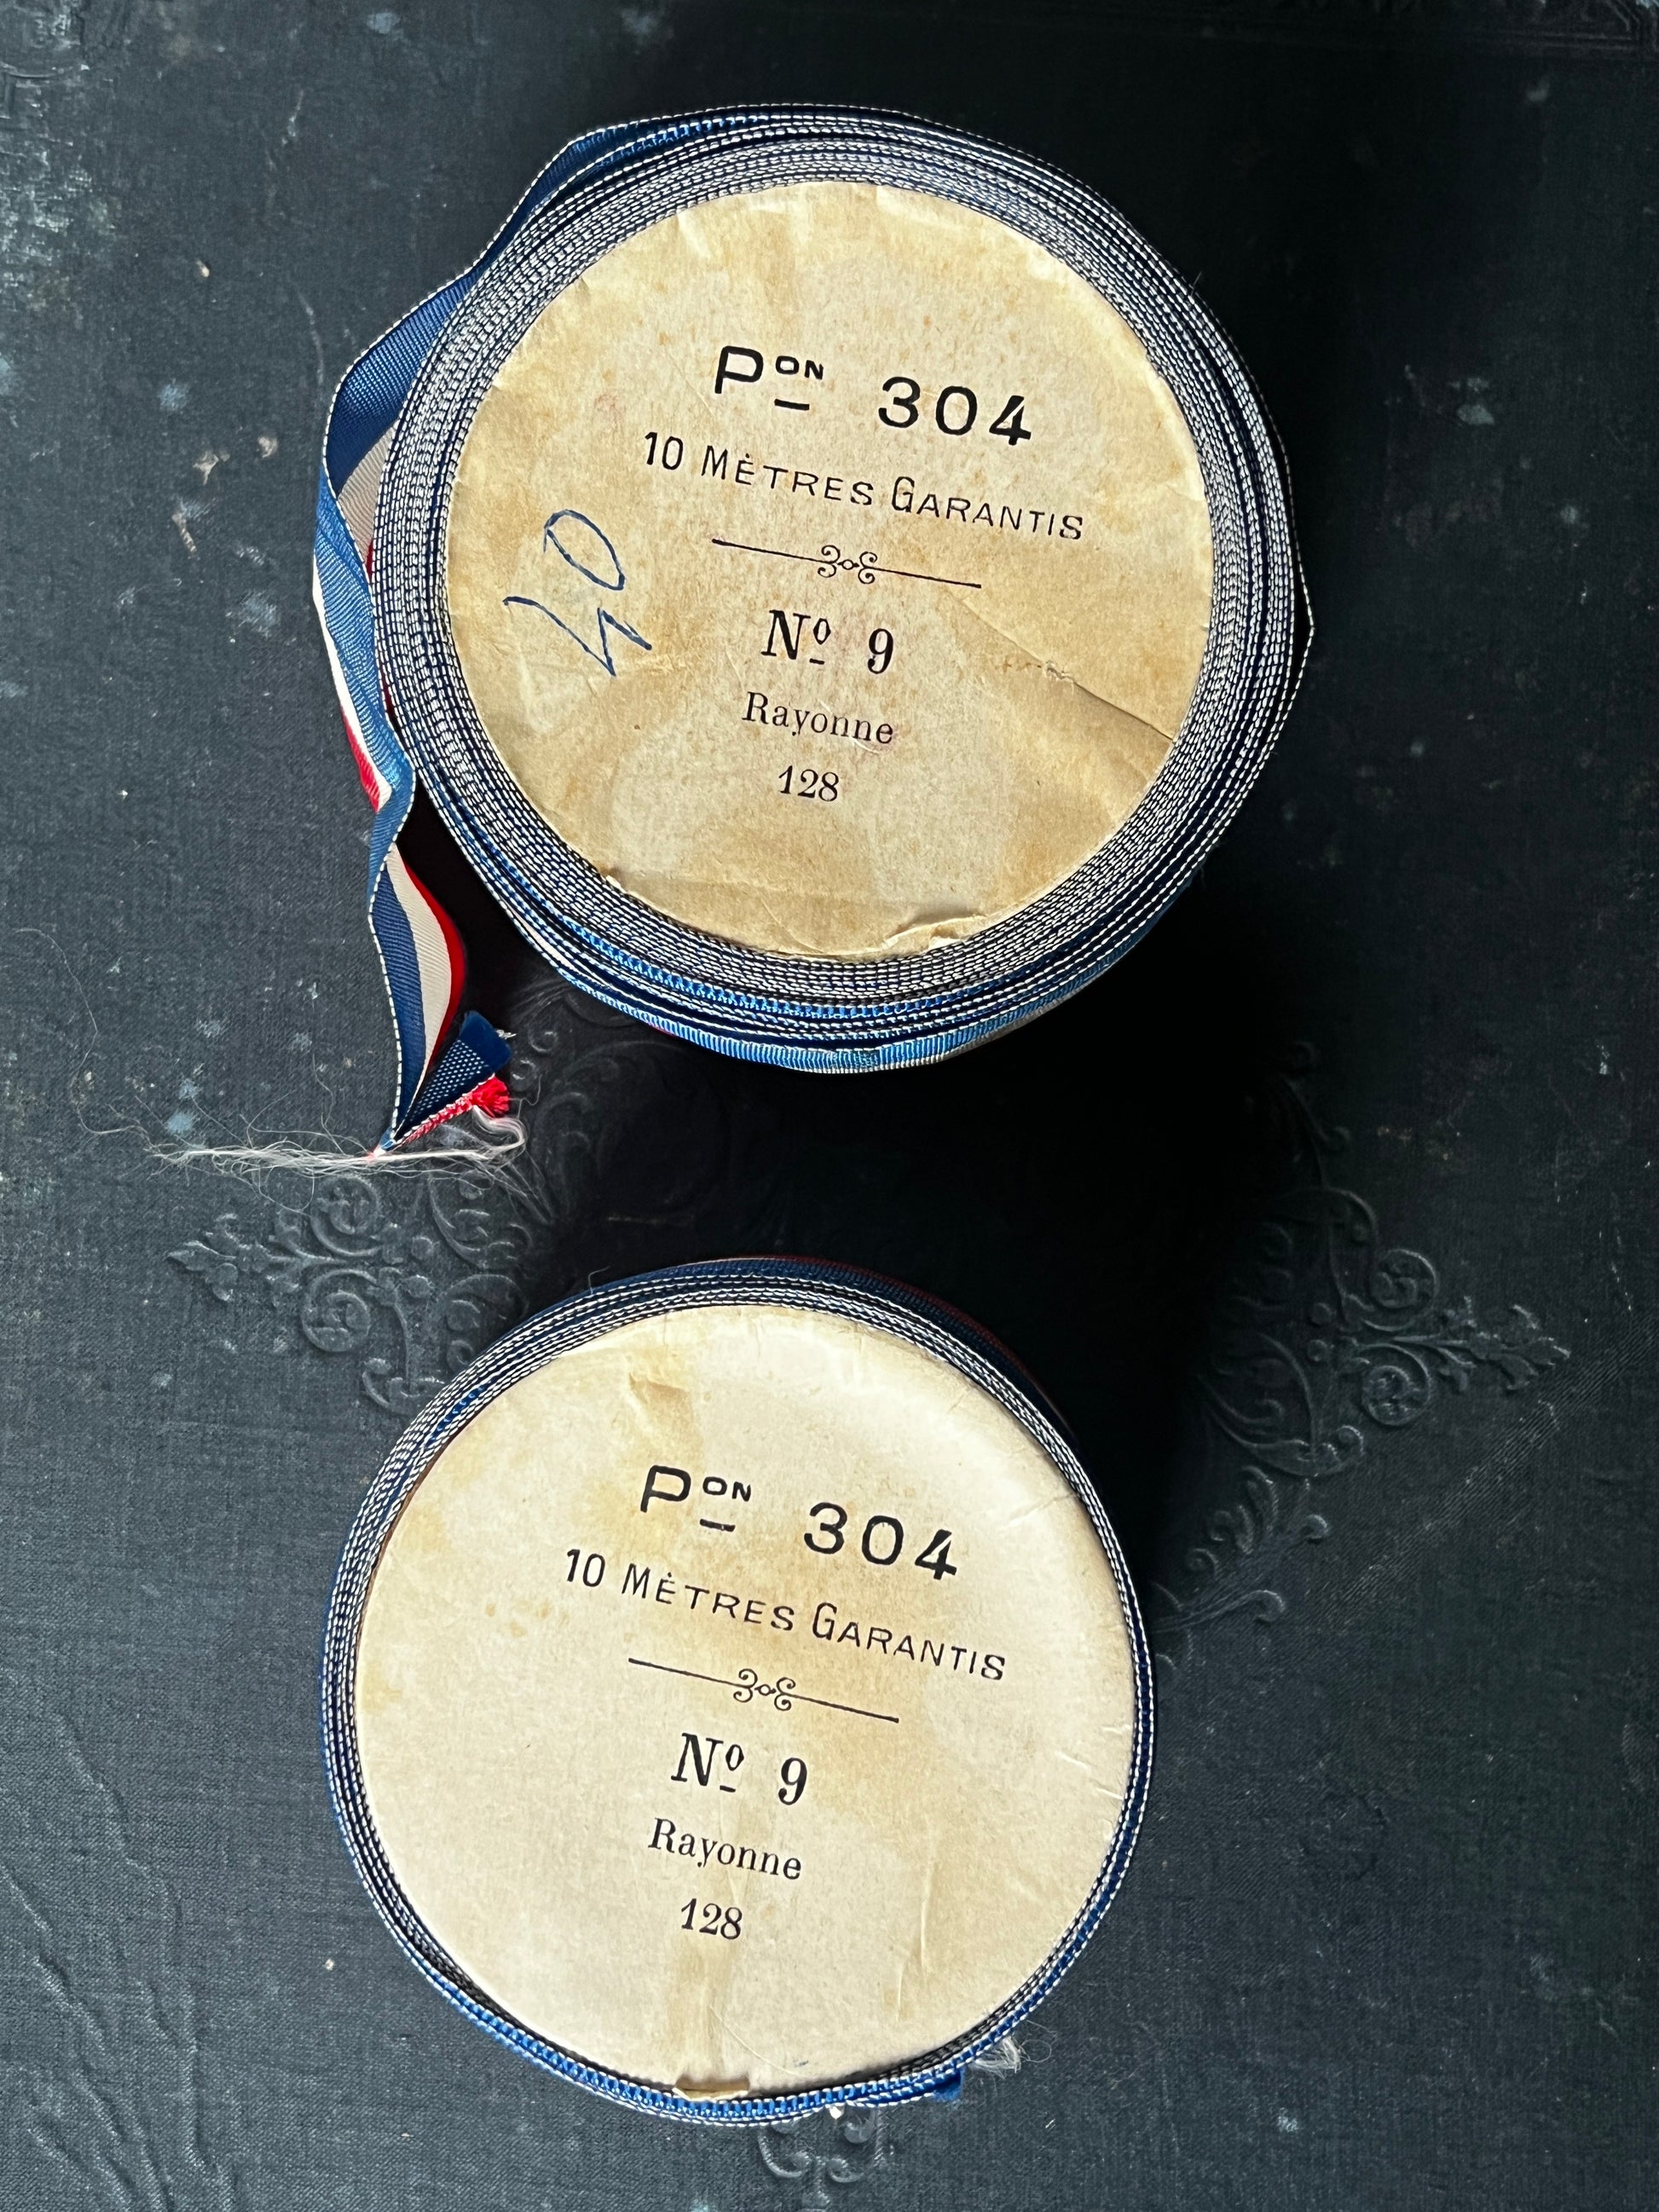 Pᴼᴺ 304
10 MÈTRES GARANTIS
40
Nº 9
Rayonne
128
Pᴼᴺ 304
10 MÈTRES GARANTIS
Nº 9
Rayonne
128